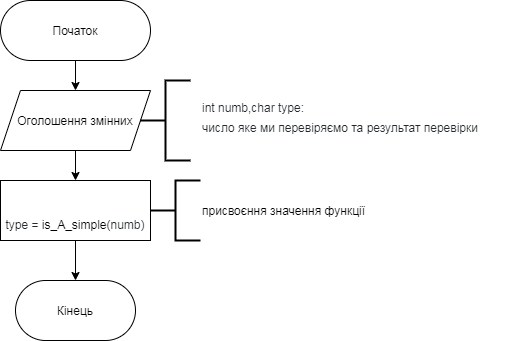 Початок
Оголошення змінних
int numb,char type:
число яке ми перевіряємо та результат перевірки
type = is_A_simple(numb)
присвоєння значення функції
Кінець